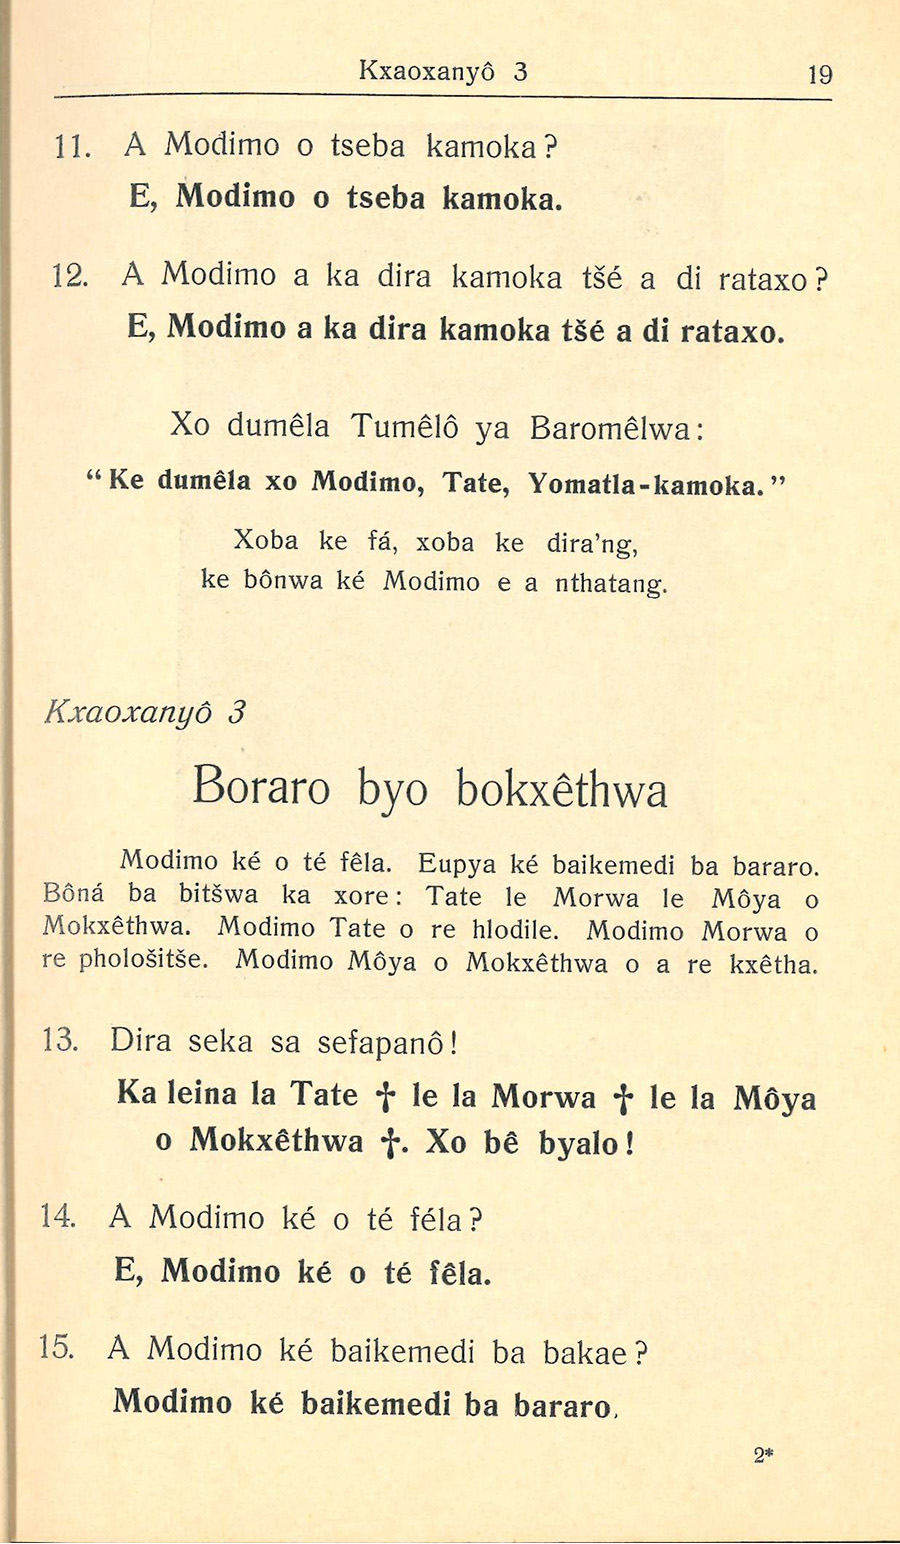 Kxaoxanyô 3 19
11. A Modimo o tseba kamoka?
E, Modimo o tseba kamoka.
12. A Modimo a ka dira kamoka tšé a di rataxo?
E, Modimo a ka dira kamoka tšé a di rataxo.
Xo dumêla Tumêlô ya Baromêlwa:
“Ke dumêla xo Modimo, Tate, Yomatla-kamoka.”
Xoba ke fá, xoba ke dira’ng,
ke bônwa ké Modimo e a nthatang.
Kxaoxanyô 3
Boraro byo bokxêthwa
Modimo ké o té fêla. Eupya ké baikemedi ba bararo.
Bôná ba bitšwa ka xore: Tate le Morwa le Môya o
Mokxêthwa. Modimo Tate o re hlodile. Modimo Morwa o
re phološitše. Modimo Môya o Mokxêthwa o a re kxêtha.
13. Dira seka sa sefapanô!
Ka leina la Tate † le la Morwa † le la Môya
o Mokxêthwa †. Xo bê byalo!
14. A Modimo ké o té féla?
E, Modimo ké o té fêla.
15. A Modimo ké baikemedi ba bakae?
Modimo ké baikemedi ba bararo.
2*